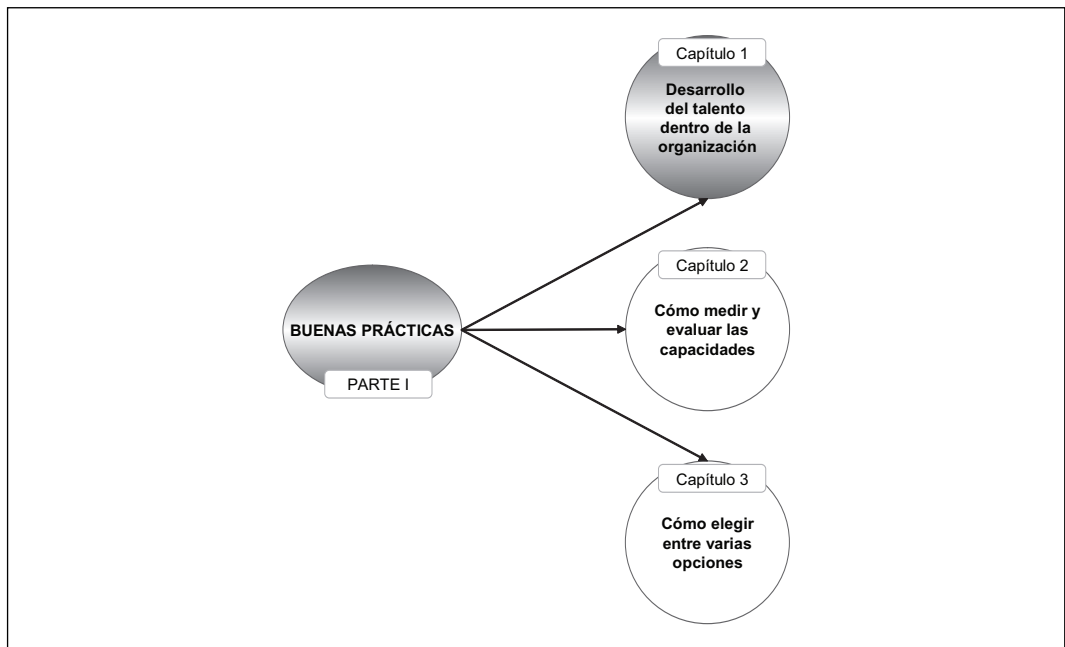 Capítulo 1
Desarrollo
del talento
dentro de la
organización
BUENAS PRÁCTICAS
PARTE I
Capítulo 2
Cómo medir y
evaluar las
capacidades
Capítulo 3
Cómo elegir
entre varias
opciones